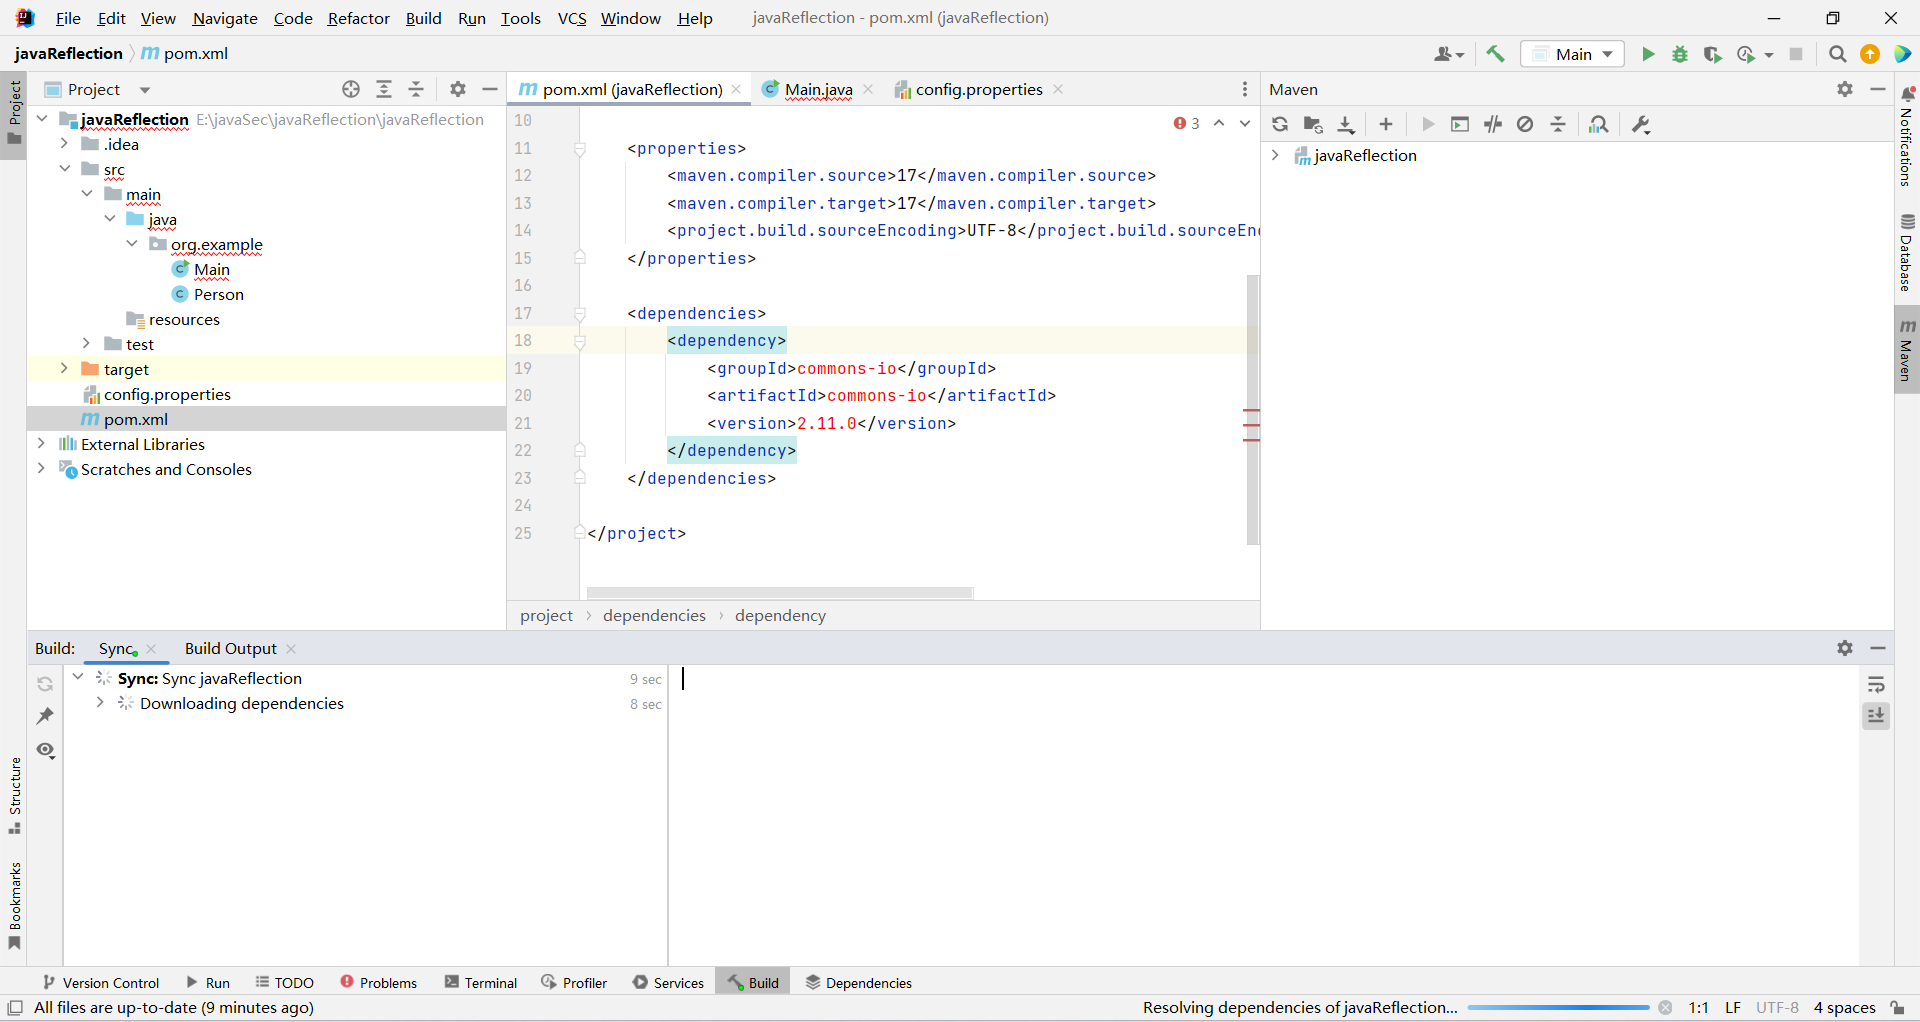 File Edit View Navigate Code Refactor Build Run Tools VCS Window Help javaReflection - pom.xml (javaReflection)
javaReflection pom.xml
Main
Project
pom.xml (javaReflection) Main.java config.properties
Maven
javaReflection E:\javaSec\javaReflection\javaReflection
.idea
src
main
java
org.example
Main
Person
resources
test
target
config.properties
pom.xml
External Libraries
Scratches and Consoles
3
10
11 <properties>
12 <maven.compiler.source>17</maven.compiler.source>
13 <maven.compiler.target>17</maven.compiler.target>
14 <project.build.sourceEncoding>UTF-8</project.build.sourceEn
15 </properties>
16
17 <dependencies>
18 <dependency>
19 <groupId>commons-io</groupId>
20 <artifactId>commons-io</artifactId>
21 <version>2.11.0</version>
22 </dependency>
23 </dependencies>
24
25 </project>
project dependencies dependency
javaReflection
Project
Structure
Bookmarks
Notifications
Database
Maven
Build: Sync Build Output
Sync: Sync javaReflection 9 sec
Downloading dependencies 8 sec
Version Control Run TODO Problems Terminal Profiler Services Build Dependencies
All files are up-to-date (9 minutes ago) Resolving dependencies of javaReflection... 1:1 LF UTF-8 4 spaces